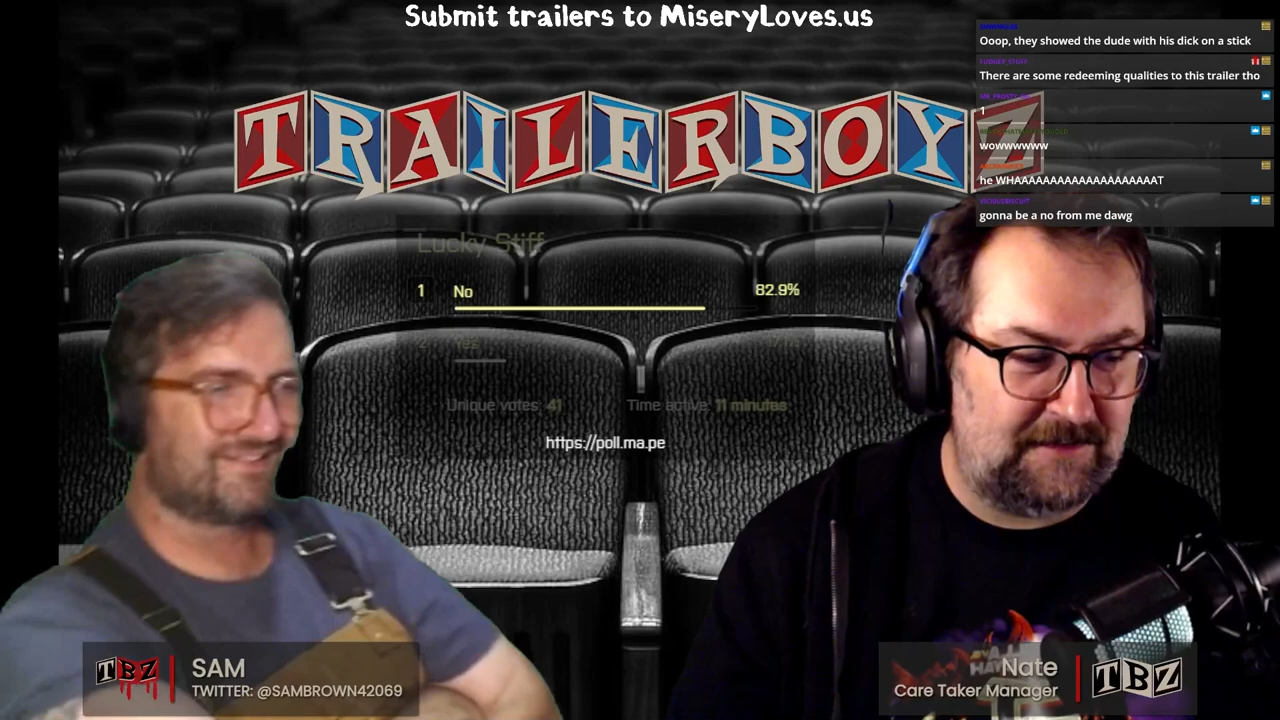 Submit trailers to MiseryLoves.us
TRAILERBOYZ
Ooop, they showed the dude with his dick on a stick
FUDGEY_STUFF
There are some redeeming qualities to this trailer tho
1
wowwwwww
he WHAAAAAAAAAAAAAAAAAAAT
VICIOUSBISCUIT
gonna be a no from me dawg
Lucky Stiff
1 No 82.9%
Yes
Unique votes: 41 Time active: 11 minutes
https://poll.ma.pe
TBZ
SAM
TWITTER: @SAMBROWN42069
Nate
Care Taker Manager
TBZ